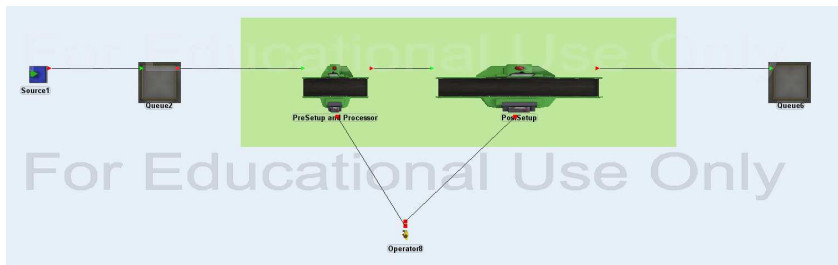 For Educational Use Only
Source1
Queue2
PreSetup and Processor
PostSetup
Queue6
For Educational Use Only
Operator8